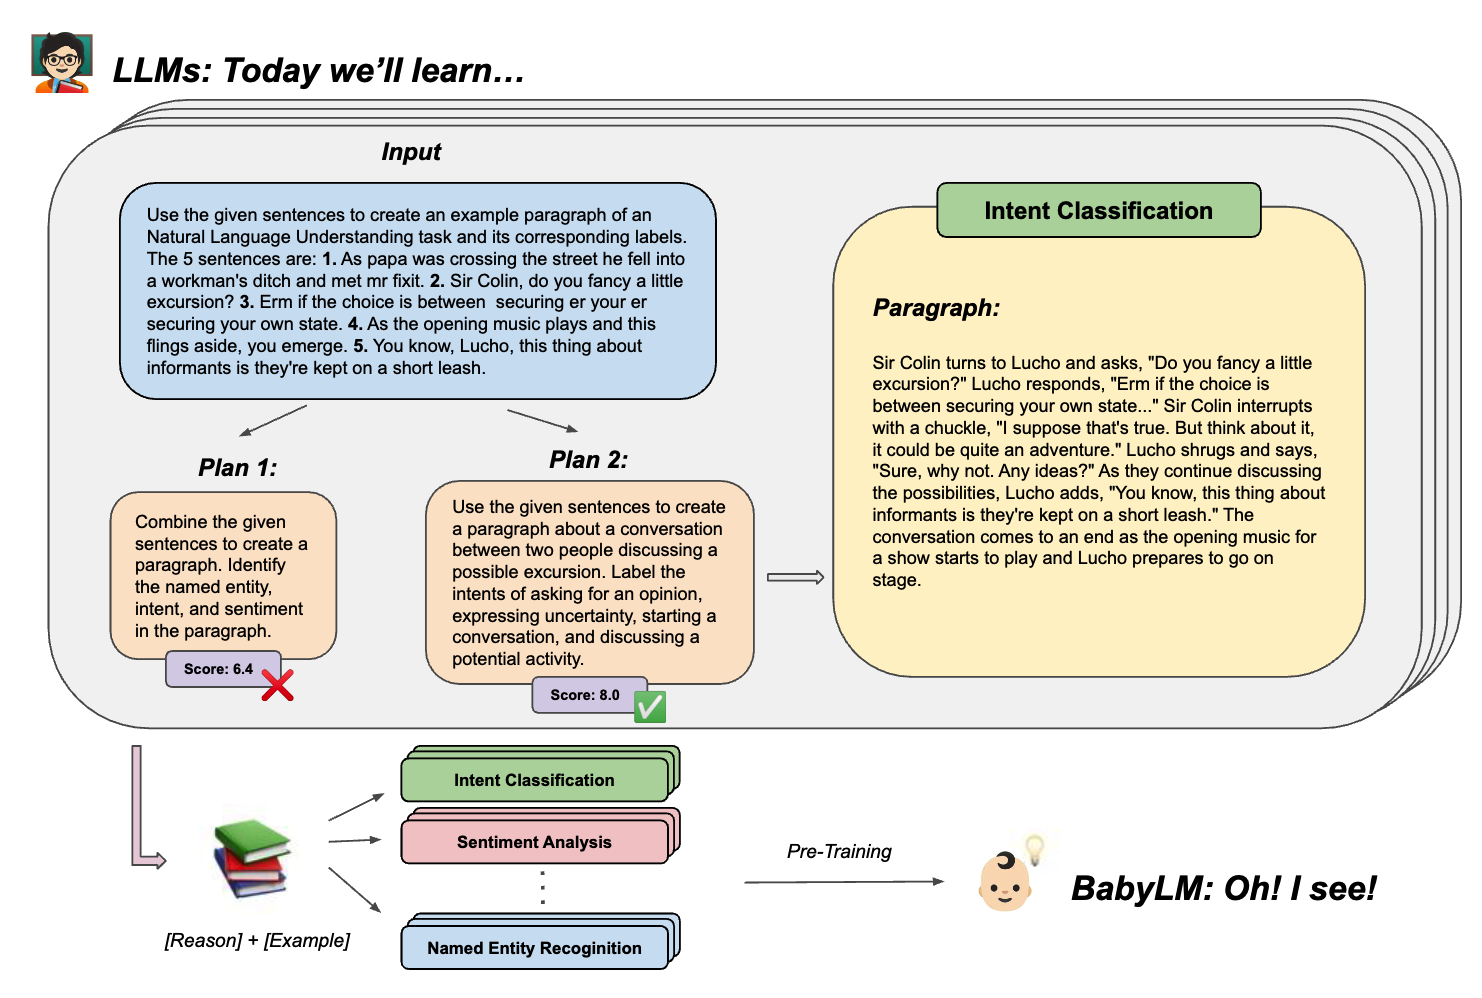 LLMs: Today we’ll learn…
Input
Use the given sentences to create an example paragraph of an
Natural Language Understanding task and its corresponding labels.
The 5 sentences are: 1. As papa was crossing the street he fell into
a workman's ditch and met mr fixit. 2. Sir Colin, do you fancy a little
excursion? 3. Erm if the choice is between  securing er your er
securing your own state. 4. As the opening music plays and this
flings aside, you emerge. 5. You know, Lucho, this thing about
informants is they're kept on a short leash.
Plan 1:
Combine the given
sentences to create a
paragraph. Identify
the named entity,
intent, and sentiment
in the paragraph.
Score: 6.4
Plan 2:
Use the given sentences to create
a paragraph about a conversation
between two people discussing a
possible excursion. Label the
intents of asking for an opinion,
expressing uncertainty, starting a
conversation, and discussing a
potential activity.
Score: 8.0
Intent Classification
Paragraph:
Sir Colin turns to Lucho and asks, "Do you fancy a little
excursion?" Lucho responds, "Erm if the choice is
between securing your own state..." Sir Colin interrupts
with a chuckle, "I suppose that's true. But think about it,
it could be quite an adventure." Lucho shrugs and says,
"Sure, why not. Any ideas?" As they continue discussing
the possibilities, Lucho adds, "You know, this thing about
informants is they're kept on a short leash." The
conversation comes to an end as the opening music for
a show starts to play and Lucho prepares to go on
stage.
[Reason] + [Example]
Intent Classification
Sentiment Analysis
Named Entity Recoginition
Pre-Training
BabyLM: Oh! I see!